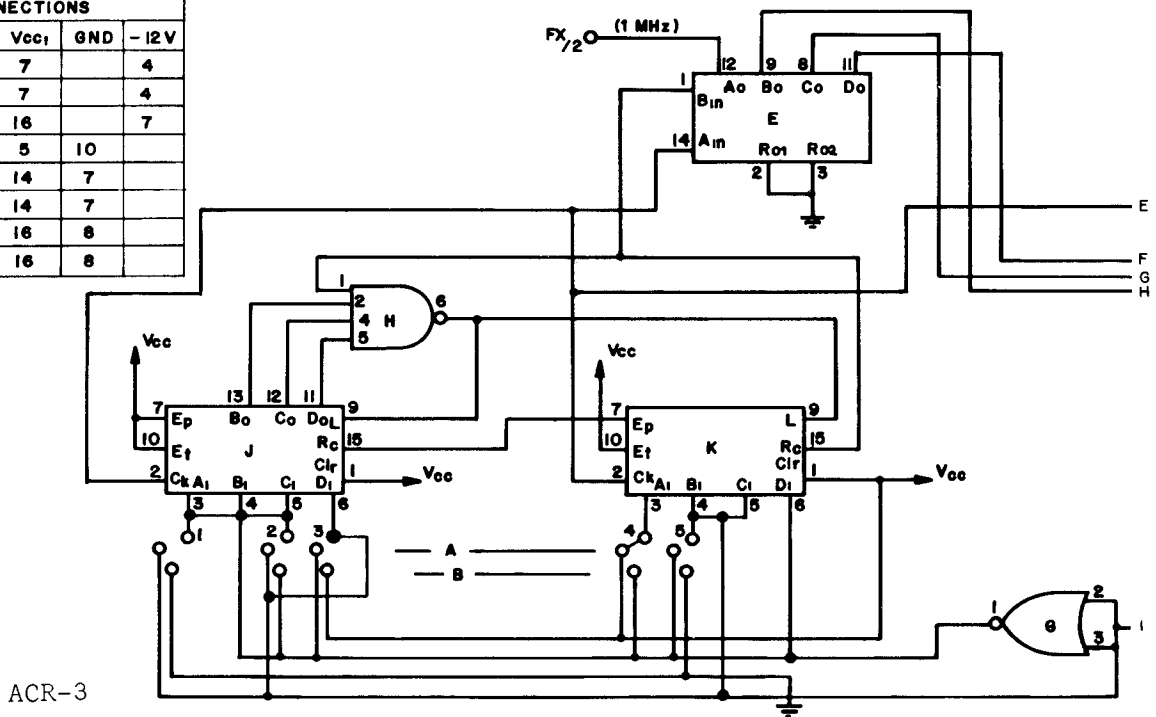 NECTIONS
Vcc₁ GND -12V
7 4
7 4
16 7
5 10
14 7
14 7
16 8
16 8
FX/2 (1 MHz)
12 9 8 11
1 Bin Ao Bo Co Do
E
14 Ain Ro1 Ro2
2 3
E
F
G
H
1
2
4
5
H
6
Vcc
13 12 11
7 Ep Bo Co Do L 9
10 Et J Rc 15
2 Ck A₁ B₁ C₁ D₁ Clr 1 Vcc
3 4 5 6
1 2 3
Vcc
7 Ep L 9
10 Et K Rc 15
2 Ck A₁ B₁ C₁ D₁ Clr 1 Vcc
3 4 5 6
4 5
A
B
1 G 2
3
I
ACR-3